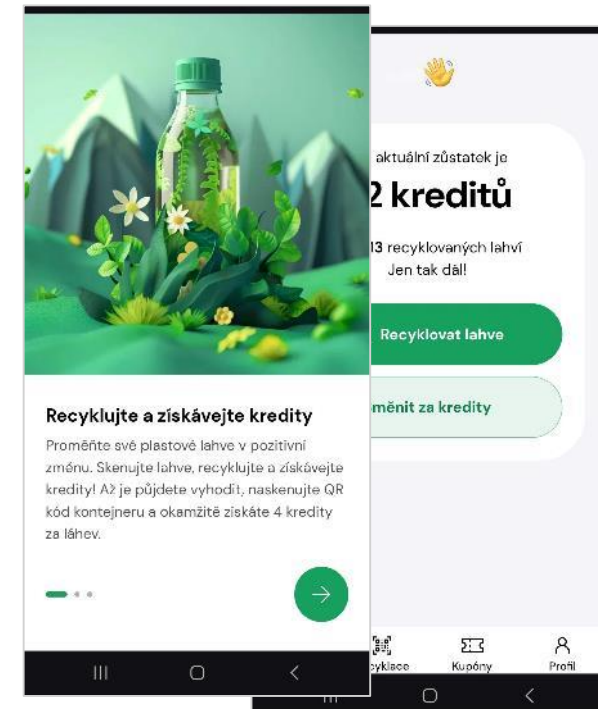 Recyklujte a získávejte kredity
Proměňte své plastové lahve v pozitivní
změnu. Skenujte lahve, recyklujte a získávejte
kredity! Až je půjdete vyhodit, naskenujte QR
kód kontejneru a okamžitě získáte 4 kredity
za láhev.
aktuální zůstatek je
2 kreditů
13 recyklovaných lahví
Jen tak dál!
Recyklovat lahve
měnit za kredity
cyklace
Kupóny
Profil